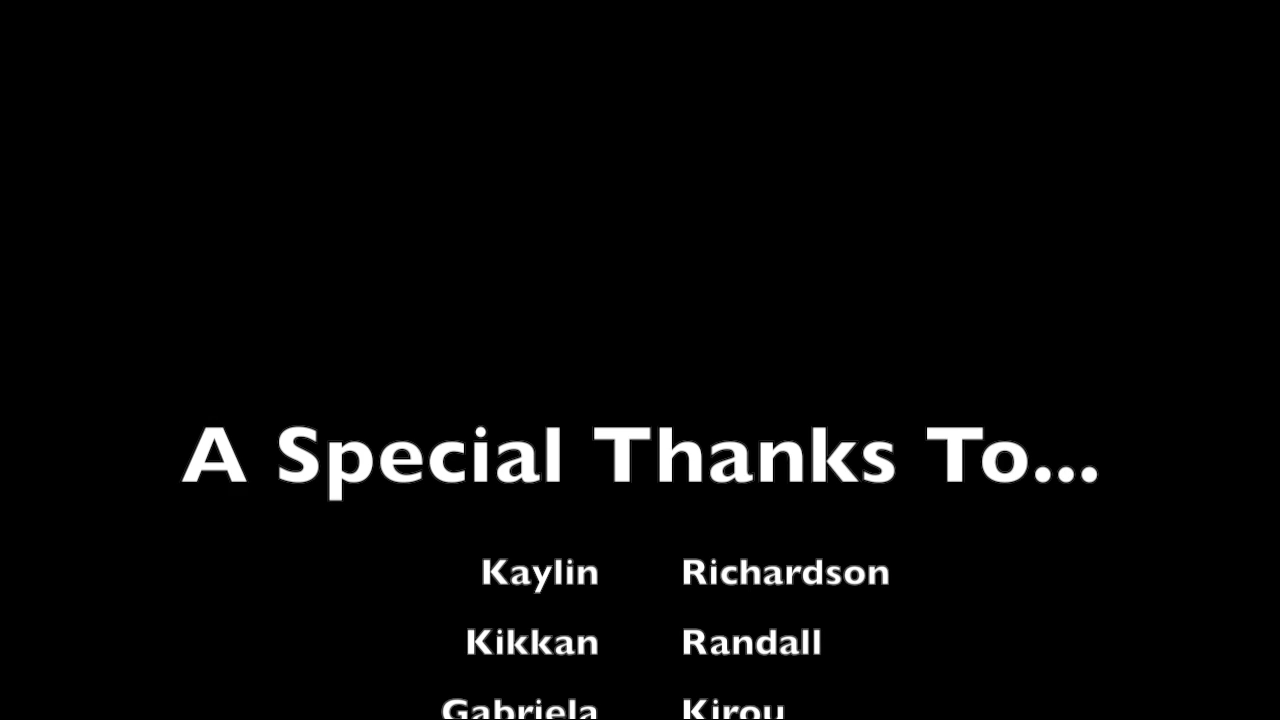 A Special Thanks To...
Kaylin Richardson
Kikkan Randall
Gabriela Kirou